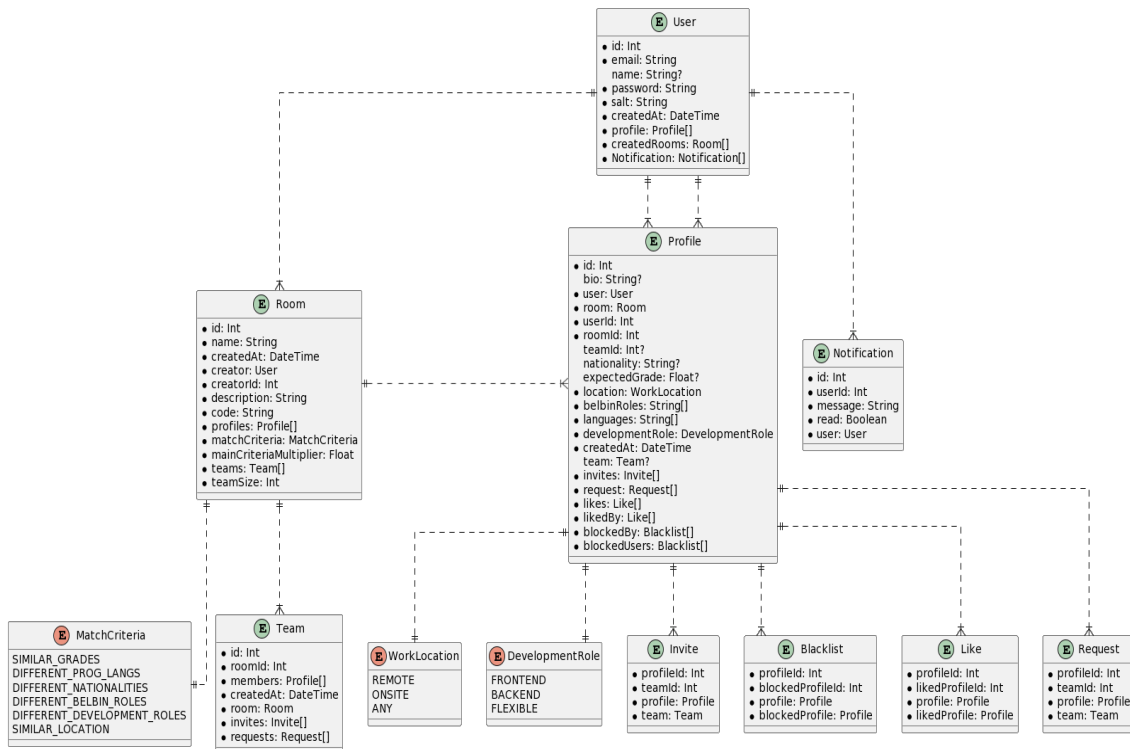 E User
id: Int
email: String
name: String?
password: String
salt: String
createdAt: DateTime
profile: Profile[]
createdRooms: Room[]
Notification: Notification[]
E Profile
id: Int
bio: String?
user: User
room: Room
userId: Int
roomId: Int
teamId: Int?
nationality: String?
expectedGrade: Float?
location: WorkLocation
belbinRoles: String[]
languages: String[]
developmentRole: DevelopmentRole
createdAt: DateTime
team: Team?
invites: Invite[]
request: Request[]
likes: Like[]
likedBy: Like[]
blockedBy: Blacklist[]
blockedUsers: Blacklist[]
E Room
id: Int
name: String
createdAt: DateTime
creator: User
creatorId: Int
description: String
code: String
profiles: Profile[]
matchCriteria: MatchCriteria
mainCriteriaMultiplier: Float
teams: Team[]
teamSize: Int
E Notification
id: Int
userId: Int
message: String
read: Boolean
user: User
E MatchCriteria
SIMILAR_GRADES
DIFFERENT_PROG_LANGS
DIFFERENT_NATIONALITIES
DIFFERENT_BELBIN_ROLES
DIFFERENT_DEVELOPMENT_ROLES
SIMILAR_LOCATION
E Team
id: Int
roomId: Int
members: Profile[]
createdAt: DateTime
room: Room
invites: Invite[]
requests: Request[]
E WorkLocation
REMOTE
ONSITE
ANY
E DevelopmentRole
FRONTEND
BACKEND
FLEXIBLE
E Invite
profileId: Int
teamId: Int
profile: Profile
team: Team
E Blacklist
profileId: Int
blockedProfileId: Int
profile: Profile
blockedProfile: Profile
E Like
profileId: Int
likedProfileId: Int
profile: Profile
likedProfile: Profile
E Request
profileId: Int
teamId: Int
profile: Profile
team: Team